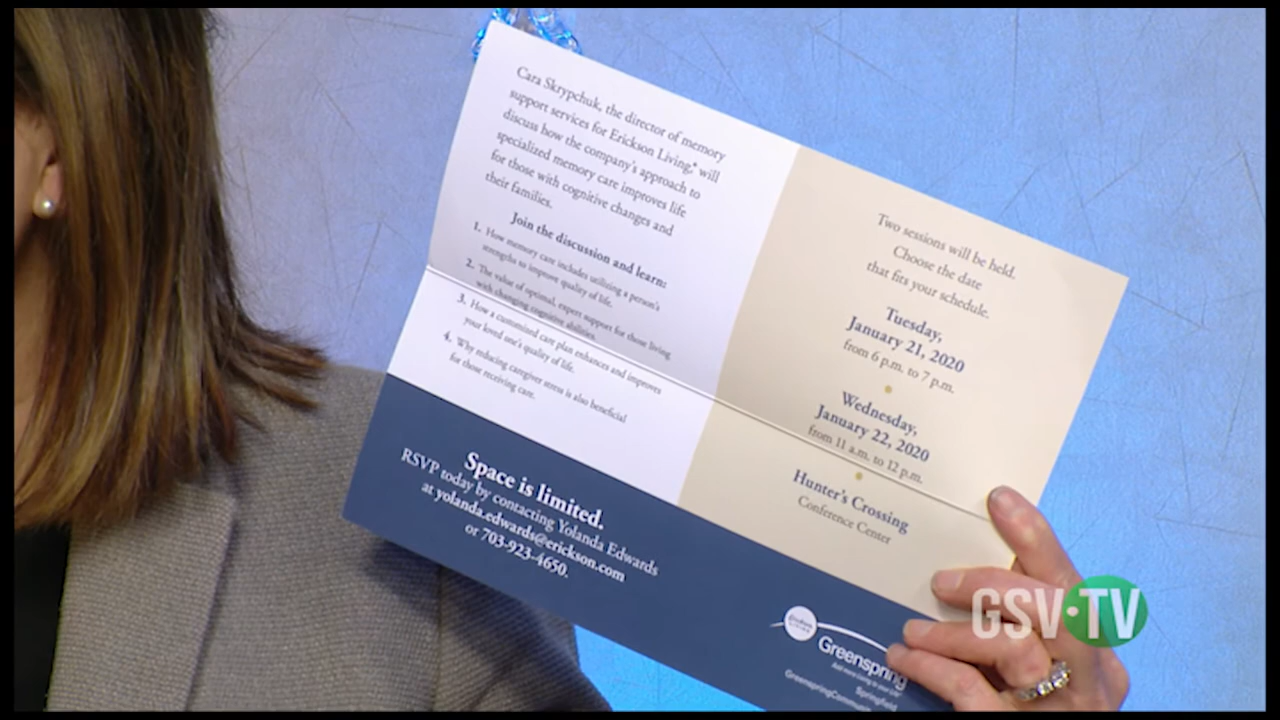 Cara Skrypchuk, the director of memory
support services for Erickson Living,® will
discuss how the company's approach to
specialized memory care improves life
for those with cognitive changes and
their families.
Join the discussion and learn:
1. How memory care includes utilizing a person's
strengths to improve quality of life.
2. The value of optimal, expert support for those living
with changing cognitive abilities.
3. How a customized care plan enhances and improves
your loved one's quality of life.
4. Why reducing caregiver stress is also beneficial
for those receiving care.
Space is limited.
RSVP today by contacting Yolanda Edwards
at yolanda.edwards@erickson.com
or 703-923-4650.
Two sessions will be held.
Choose the date
that fits your schedule.
Tuesday,
January 21, 2020
from 6 p.m. to 7 p.m.
Wednesday,
January 22, 2020
from 11 a.m. to 12 p.m.
Hunter's Crossing
Conference Center
Greenspring
Add more Living to your Life®
Springfield
GSV·TV